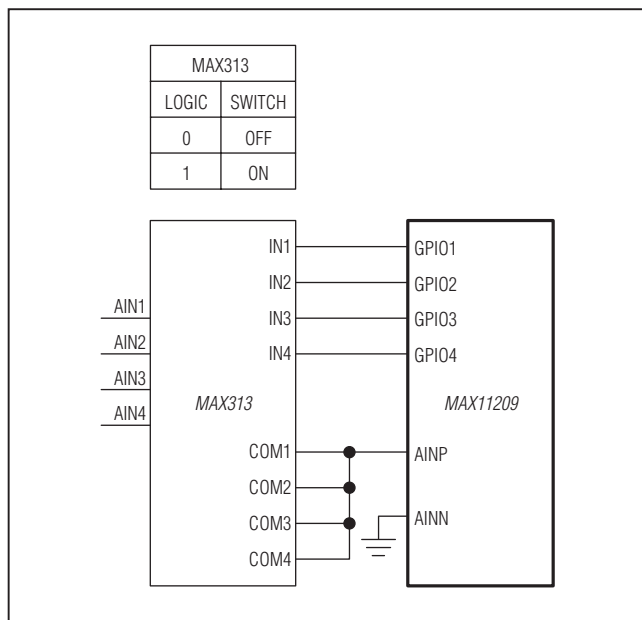 MAX313
LOGIC SWITCH
0 OFF
1 ON
IN1 GPIO1
IN2 GPIO2
AIN1 IN3 GPIO3
AIN2 IN4 GPIO4
AIN3
MAX313 MAX11209
AIN4
COM1 AINP
COM2
COM3 AINN
COM4